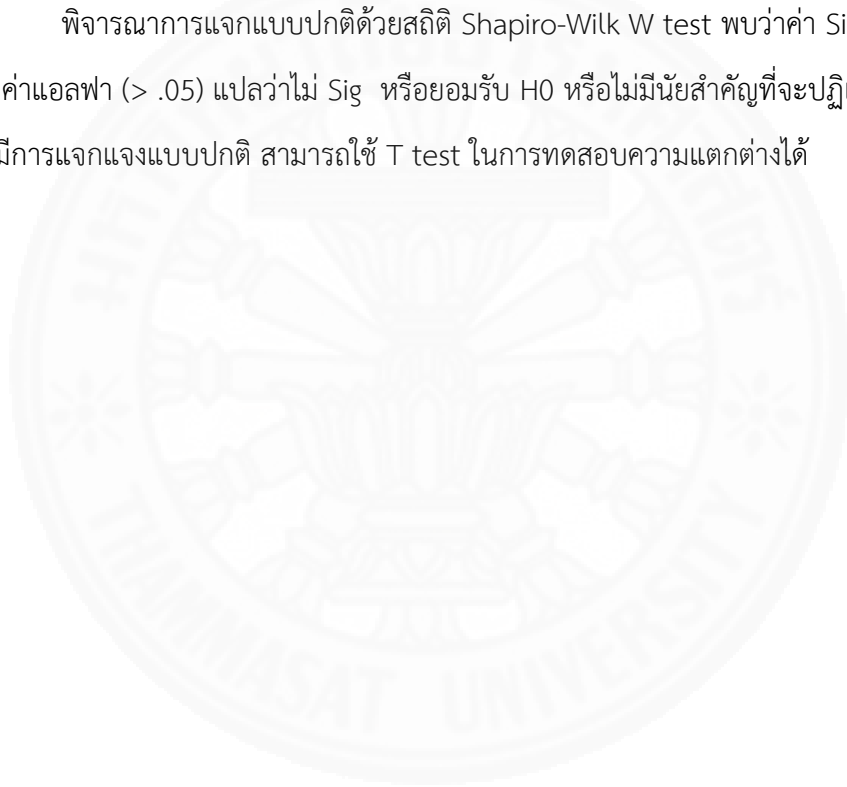 พิจารณาการแจกแบบปกติด้วยสถิติ Shapiro-Wilk W test พบว่าค่า Si
ค่าแอลฟา (> .05) แปลว่าไม่ Sig หรือยอมรับ H0 หรือไม่มีนัยสำคัญที่จะปฏิ
มีการแจกแจงแบบปกติ สามารถใช้ T test ในการทดสอบความแตกต่างได้
THAMMASAT UNIVERSITY